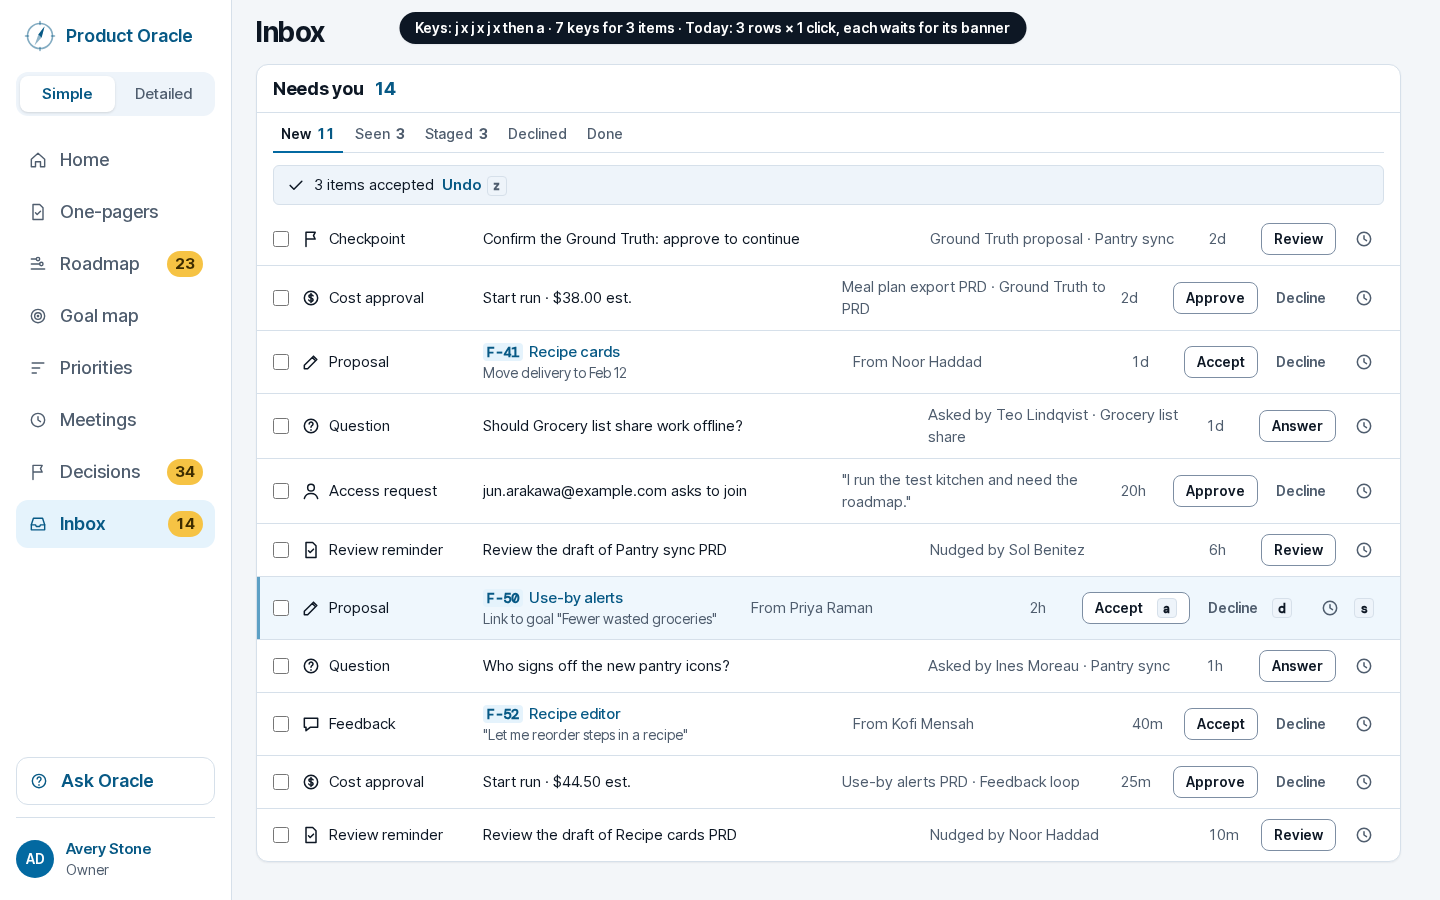 Product Oracle
Simple
Detailed
Home
One-pagers
Roadmap 23
Goal map
Priorities
Meetings
Decisions 34
Inbox 14
Ask Oracle
AD
Avery Stone
Owner
Inbox
Keys: j x j x j x then a · 7 keys for 3 items · Today: 3 rows × 1 click, each waits for its banner
Needs you 14
New 11 Seen 3 Staged 3 Declined Done
3 items accepted Undo z
Checkpoint Confirm the Ground Truth: approve to continue Ground Truth proposal · Pantry sync 2d Review
Cost approval Start run · $38.00 est. Meal plan export PRD · Ground Truth to 2d Approve Decline
PRD
Proposal F-41 Recipe cards From Noor Haddad 1d Accept Decline
Move delivery to Feb 12
Question Should Grocery list share work offline? Asked by Teo Lindqvist · Grocery list 1d Answer
share
Access request jun.arakawa@example.com asks to join "I run the test kitchen and need the 20h Approve Decline
roadmap."
Review reminder Review the draft of Pantry sync PRD Nudged by Sol Benitez 6h Review
Proposal F-50 Use-by alerts From Priya Raman 2h Accept a Decline d s
Link to goal "Fewer wasted groceries"
Question Who signs off the new pantry icons? Asked by Ines Moreau · Pantry sync 1h Answer
Feedback F-52 Recipe editor From Kofi Mensah 40m Accept Decline
"Let me reorder steps in a recipe"
Cost approval Start run · $44.50 est. Use-by alerts PRD · Feedback loop 25m Approve Decline
Review reminder Review the draft of Recipe cards PRD Nudged by Noor Haddad 10m Review